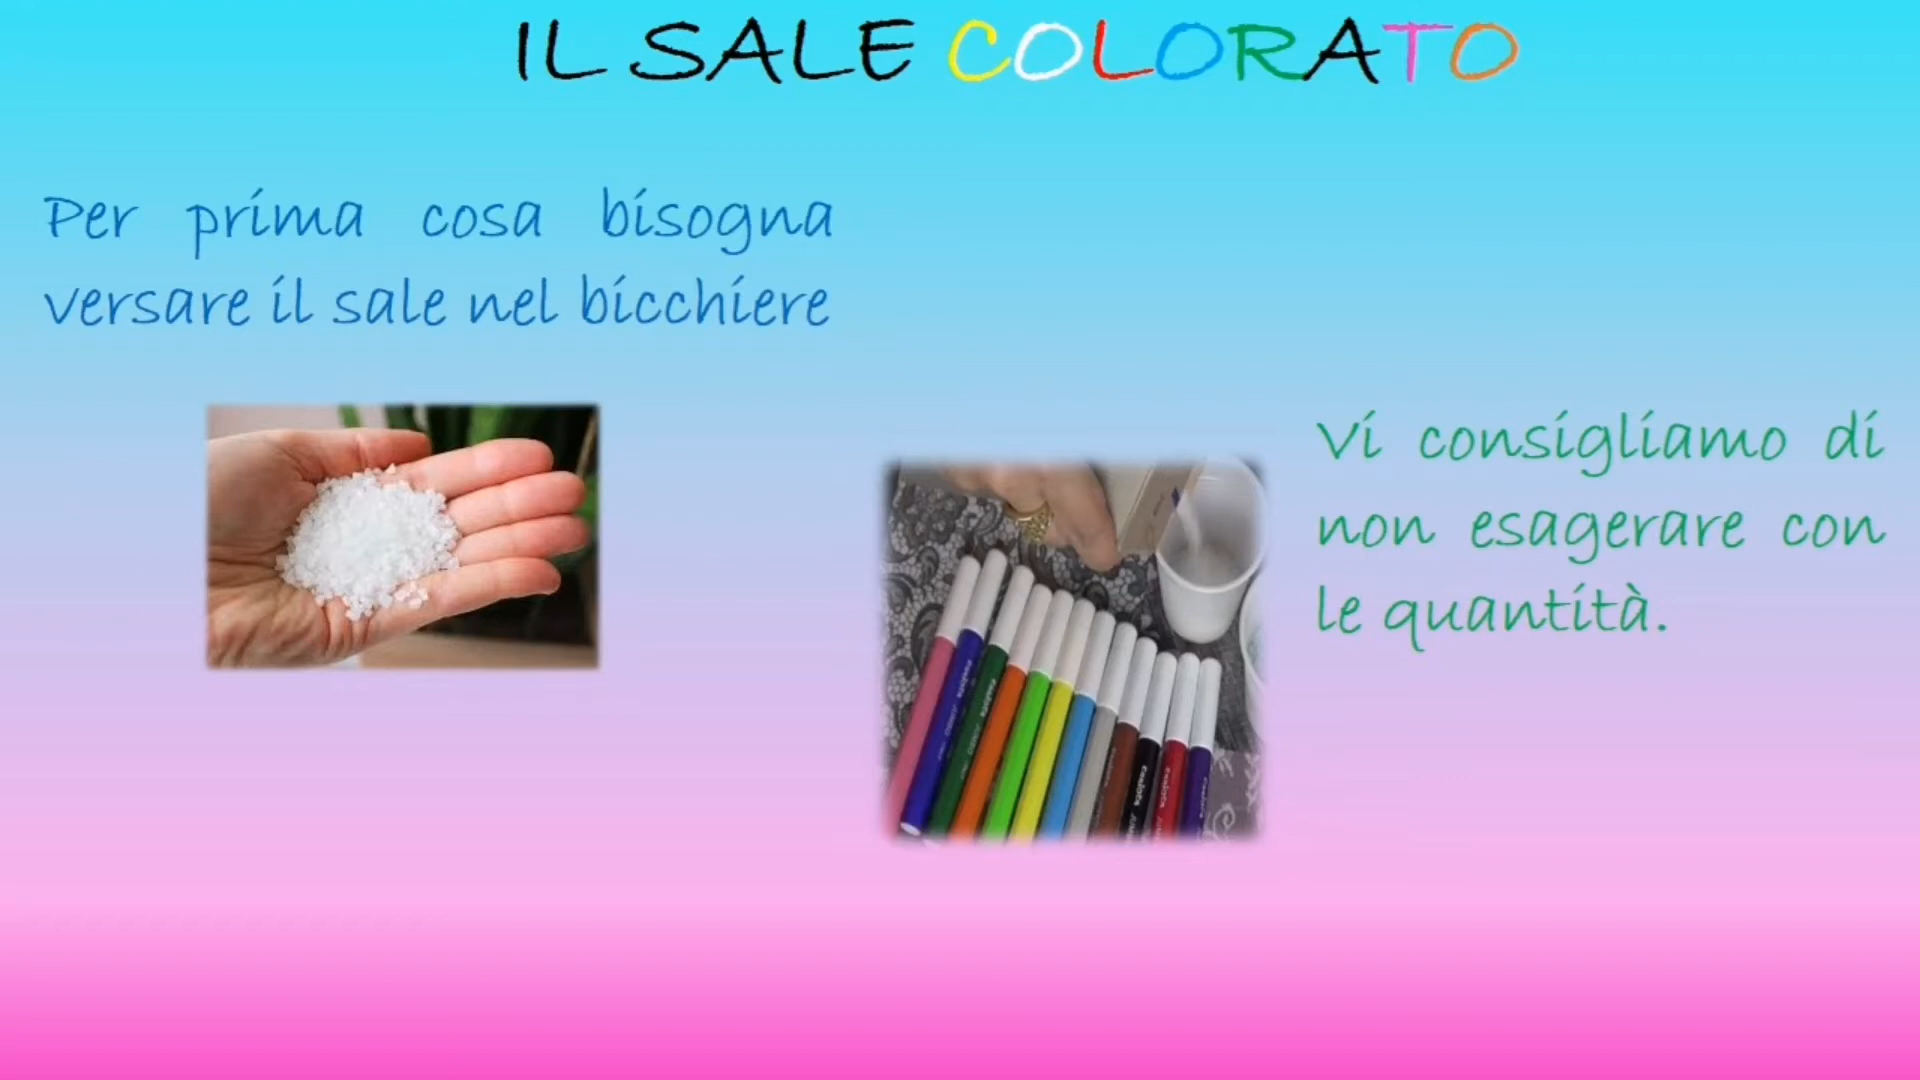 IL SALE COLORATO
Per prima cosa bisogna
versare il sale nel bicchiere
Vi consigliamo di
non esagerare con
le quantità.